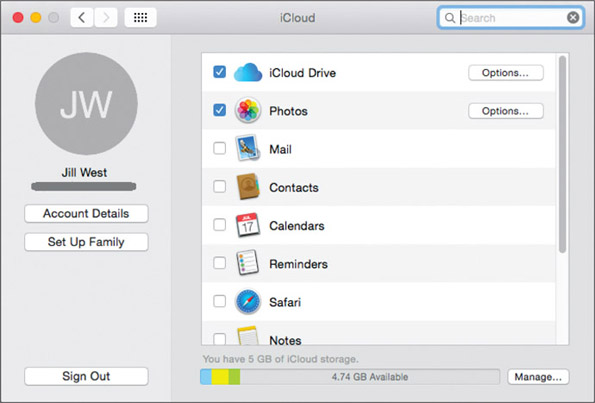 iCloud
Search
JW
Jill West
Account Details
Set Up Family
Sign Out
iCloud Drive
Options...
Photos
Options...
Mail
Contacts
JUL
17
Calendars
Reminders
Safari
Notes
You have 5 GB of iCloud storage.
4.74 GB Available
Manage...